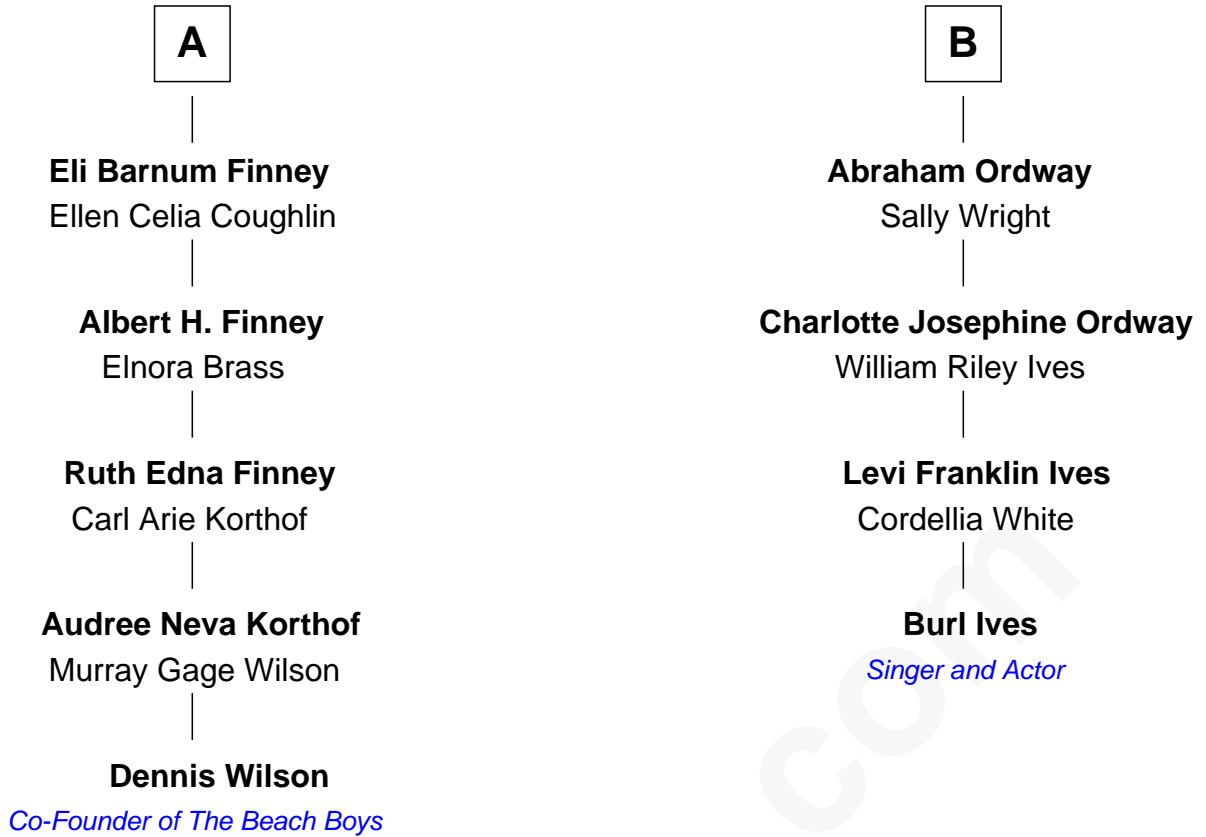 A
Eli Barnum Finney
Ellen Celia Coughlin
Albert H. Finney
Elnora Brass
Ruth Edna Finney
Carl Arie Korthof
Audree Neva Korthof
Murray Gage Wilson
Dennis Wilson
Co-Founder of The Beach Boys
B
Abraham Ordway
Sally Wright
Charlotte Josephine Ordway
William Riley Ives
Levi Franklin Ives
Cordellia White
Burl Ives
Singer and Actor
com